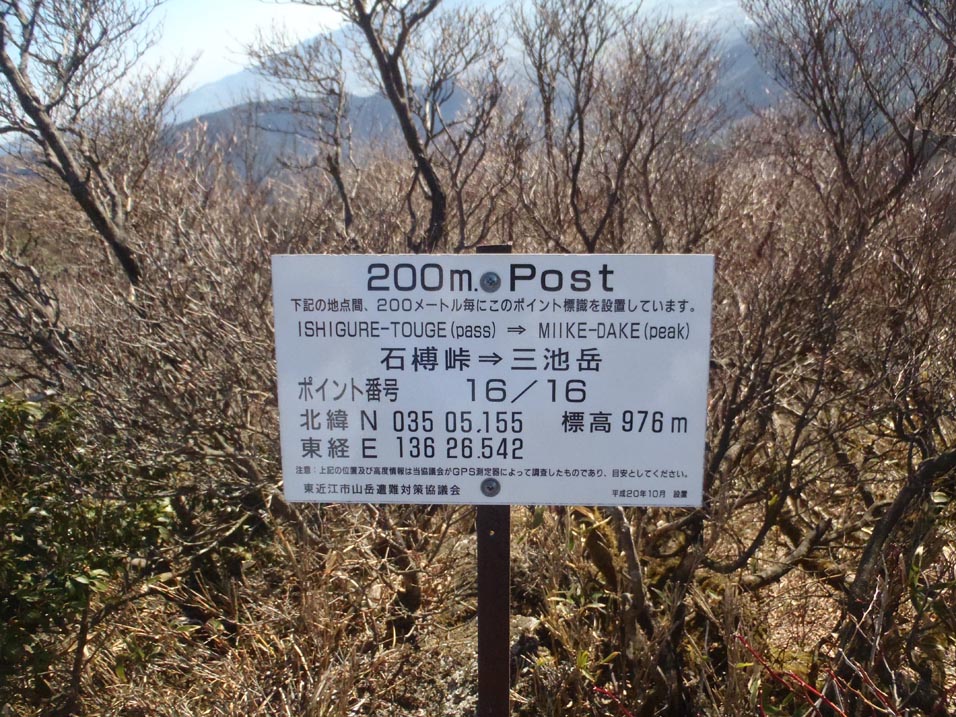 200m. Post
下記の地点間、200メートル毎にこのポイント標識を設置しています。
ISHIGURE-TOUGE(pass) ⇒ MIIKE-DAKE(peak)
石榑峠⇒三池岳
ポイント番号 16/16
北緯 N 035 05.155 標高 976m
東経 E 136 26.542
注意：上記の位置及び高度情報は当協議会がGPS測定器によって調査したものであり、目安としてください。
東近江市山岳遭難対策協議会 平成20年10月 設置